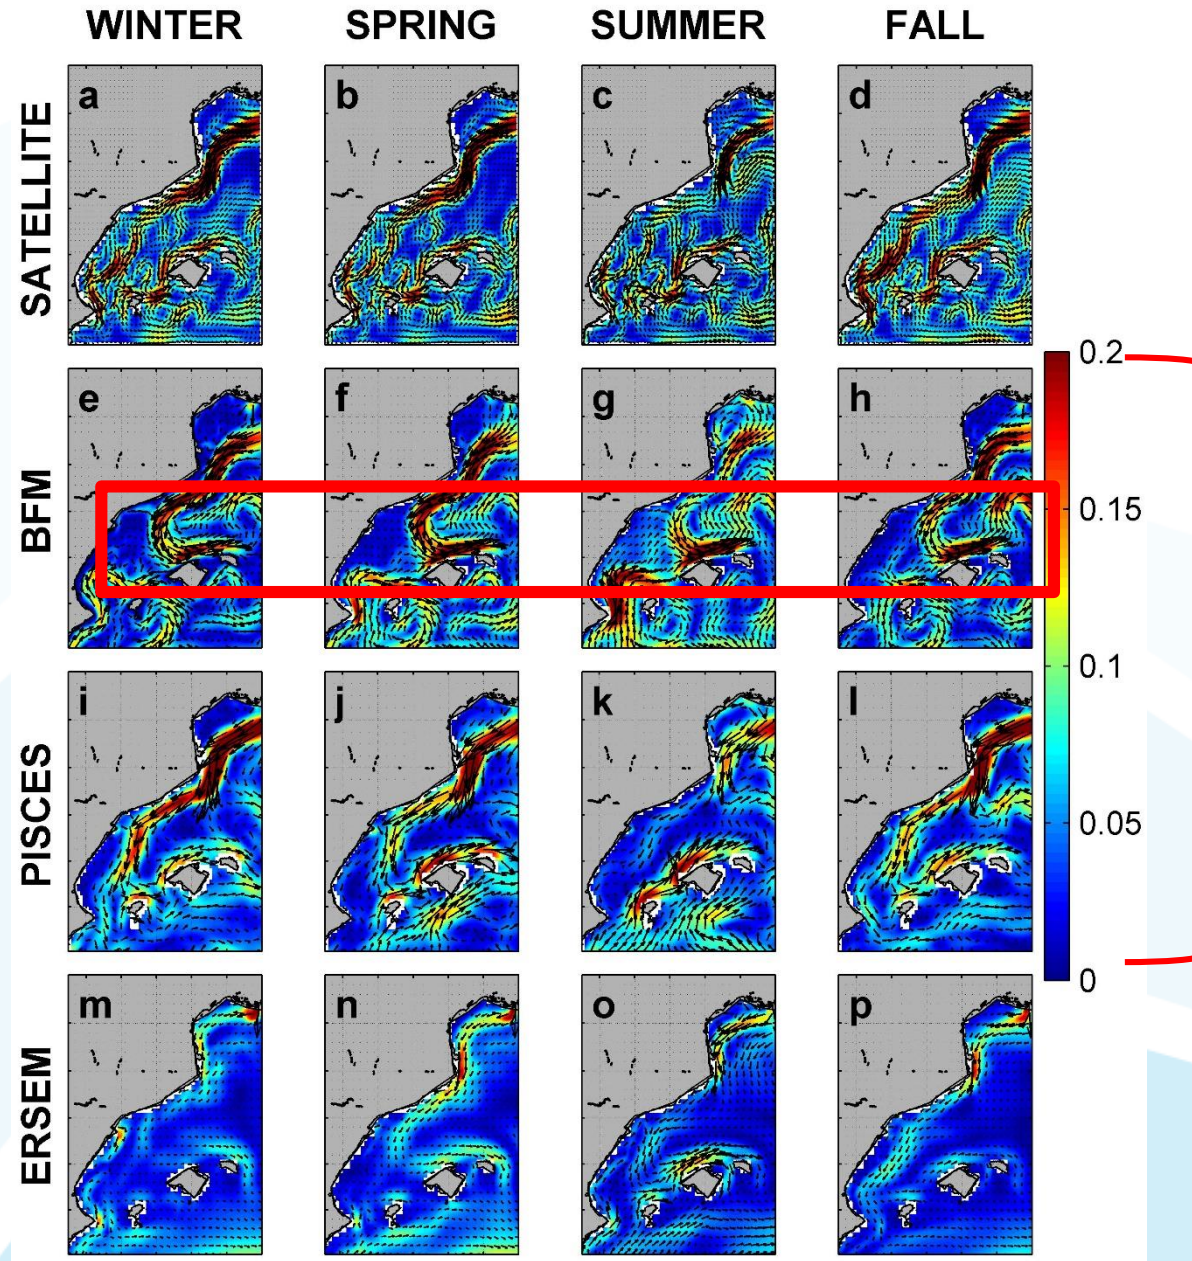 WINTER SPRING SUMMER FALL
SATELLITE
a b c d
BFM
e f g h
PISCES
i j k l
ERSEM
m n o p
0.2
0.15
0.1
0.05
0